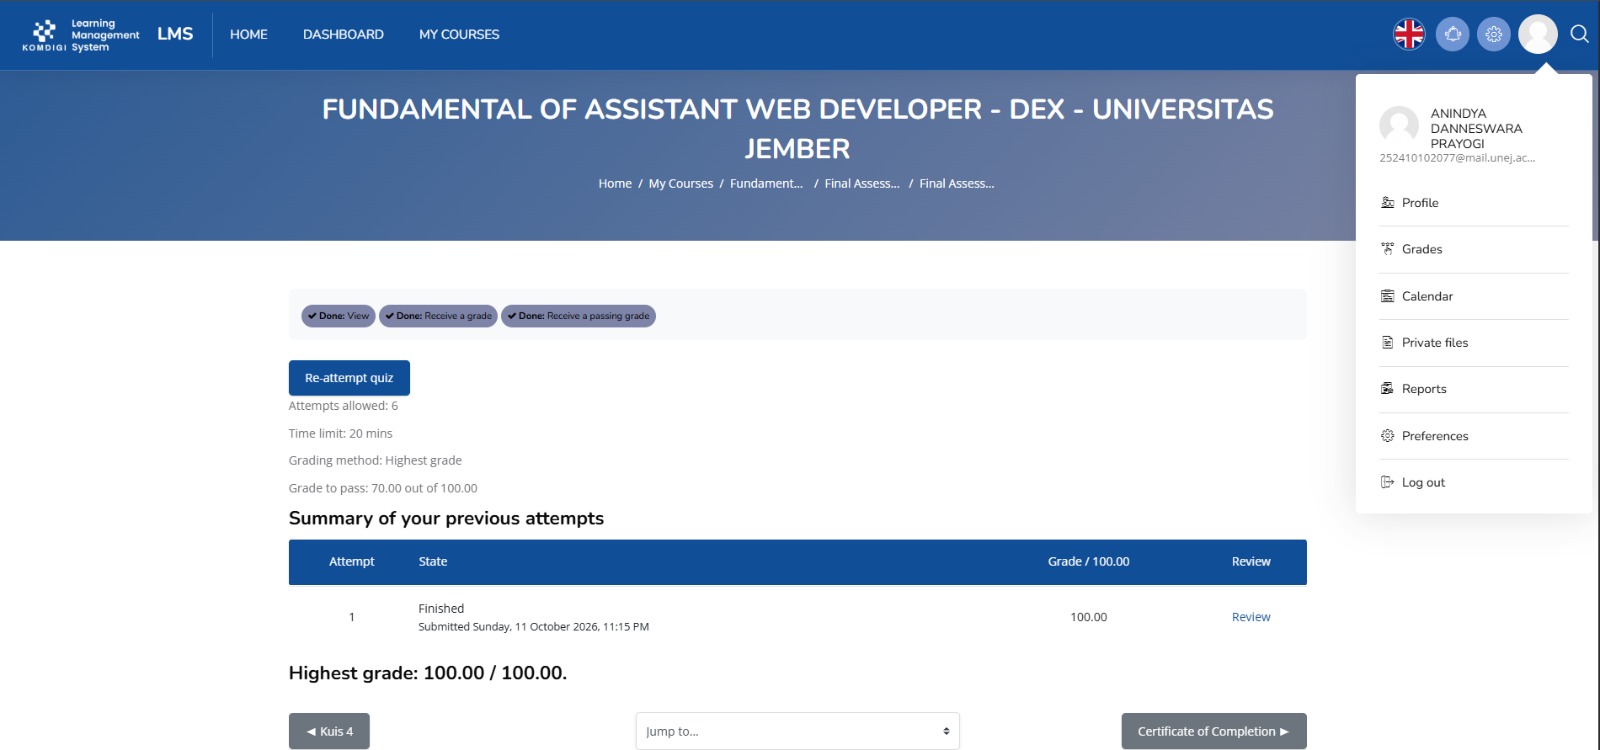 KOMDIGI
Learning
Management
System
LMS
HOME
DASHBOARD
MY COURSES
FUNDAMENTAL OF ASSISTANT WEB DEVELOPER - DEX - UNIVERSITAS
JEMBER
Home / My Courses / Fundament... / Final Assess... / Final Assess...
ANINDYA
DANNESWARA
PRAYOGI
252410102077@mail.unej.ac...
Profile
Grades
Calendar
Private files
Reports
Preferences
Log out
Done: View
Done: Receive a grade
Done: Receive a passing grade
Re-attempt quiz
Attempts allowed: 6
Time limit: 20 mins
Grading method: Highest grade
Grade to pass: 70.00 out of 100.00
Summary of your previous attempts
Attempt State Grade / 100.00 Review
1 Finished 100.00 Review
Submitted Sunday, 11 October 2026, 11:15 PM
Highest grade: 100.00 / 100.00.
◄ Kuis 4
Jump to...
Certificate of Completion ►